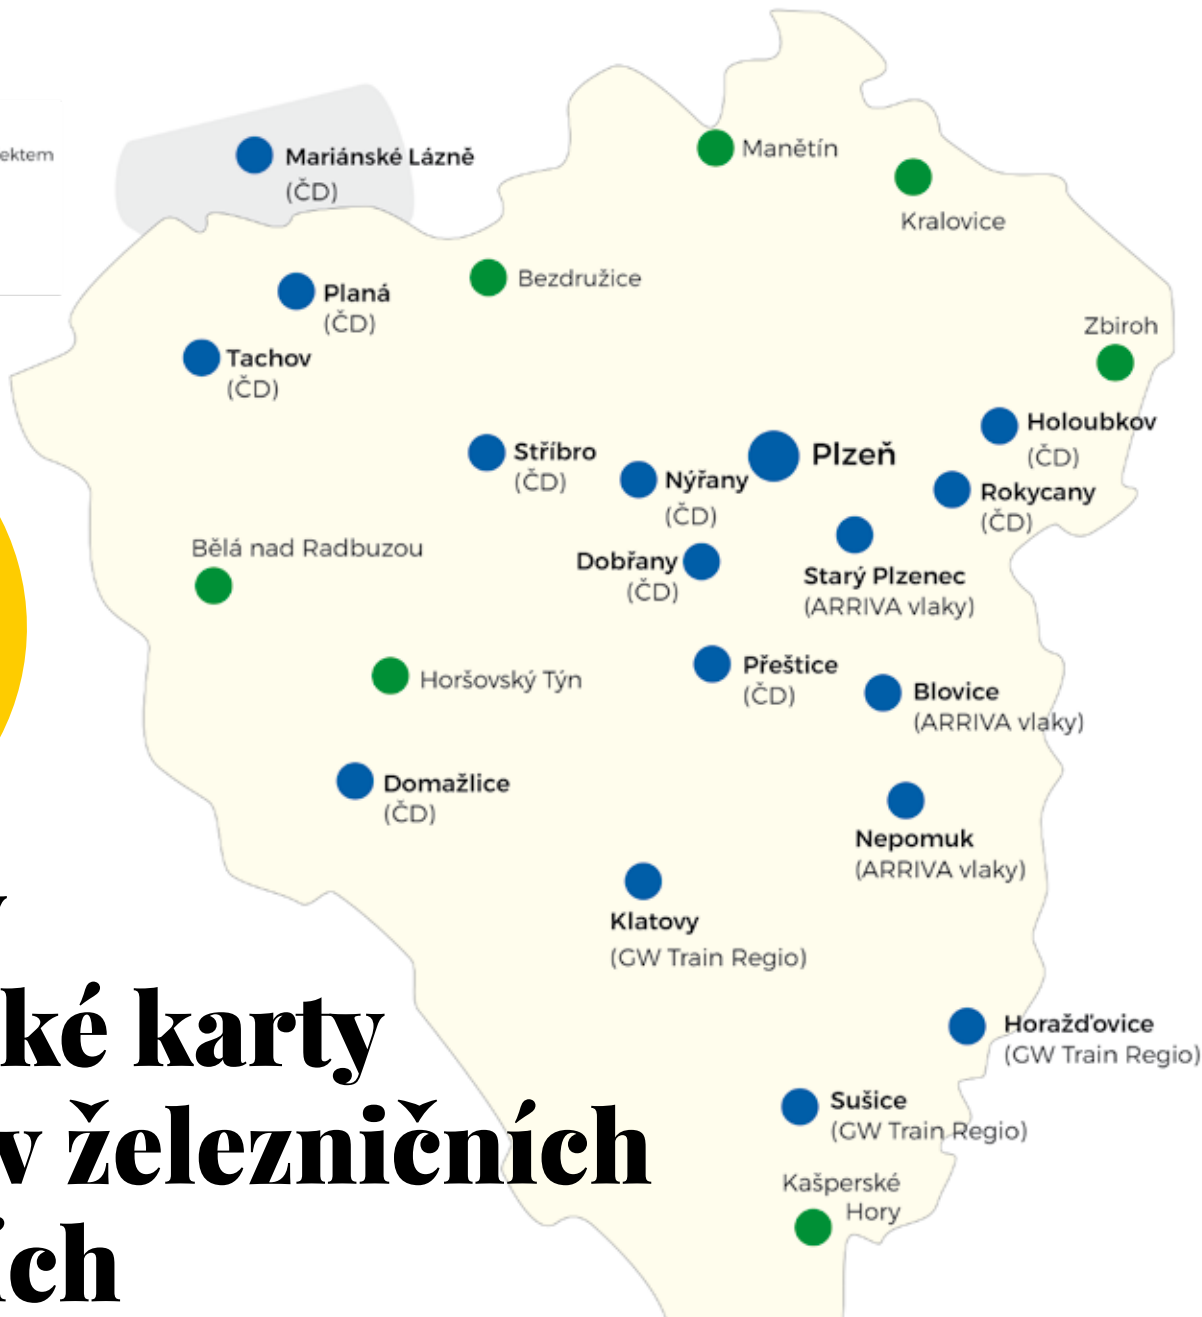 ektem
Mariánské Lázně
(ČD)
Manětín
Kralovice
Planá
(ČD)
Bezdružice
Zbiroh
Tachov
(ČD)
Holoubkov
(ČD)
Stříbro
(ČD)
Nýřany
(ČD)
Plzeň
Rokycany
(ČD)
Bělá nad Radbuzou
Dobřany
(ČD)
Starý Plzenec
(ARRIVA vlaky)
Horšovský Týn
Přeštice
(ČD)
Blovice
(ARRIVA vlaky)
Domažlice
(ČD)
Nepomuk
(ARRIVA vlaky)
Klatovy
(GW Train Regio)
Horažďovice
(GW Train Regio)
Sušice
(GW Train Regio)
Kašperské
Hory
ké karty
v železničních
ích